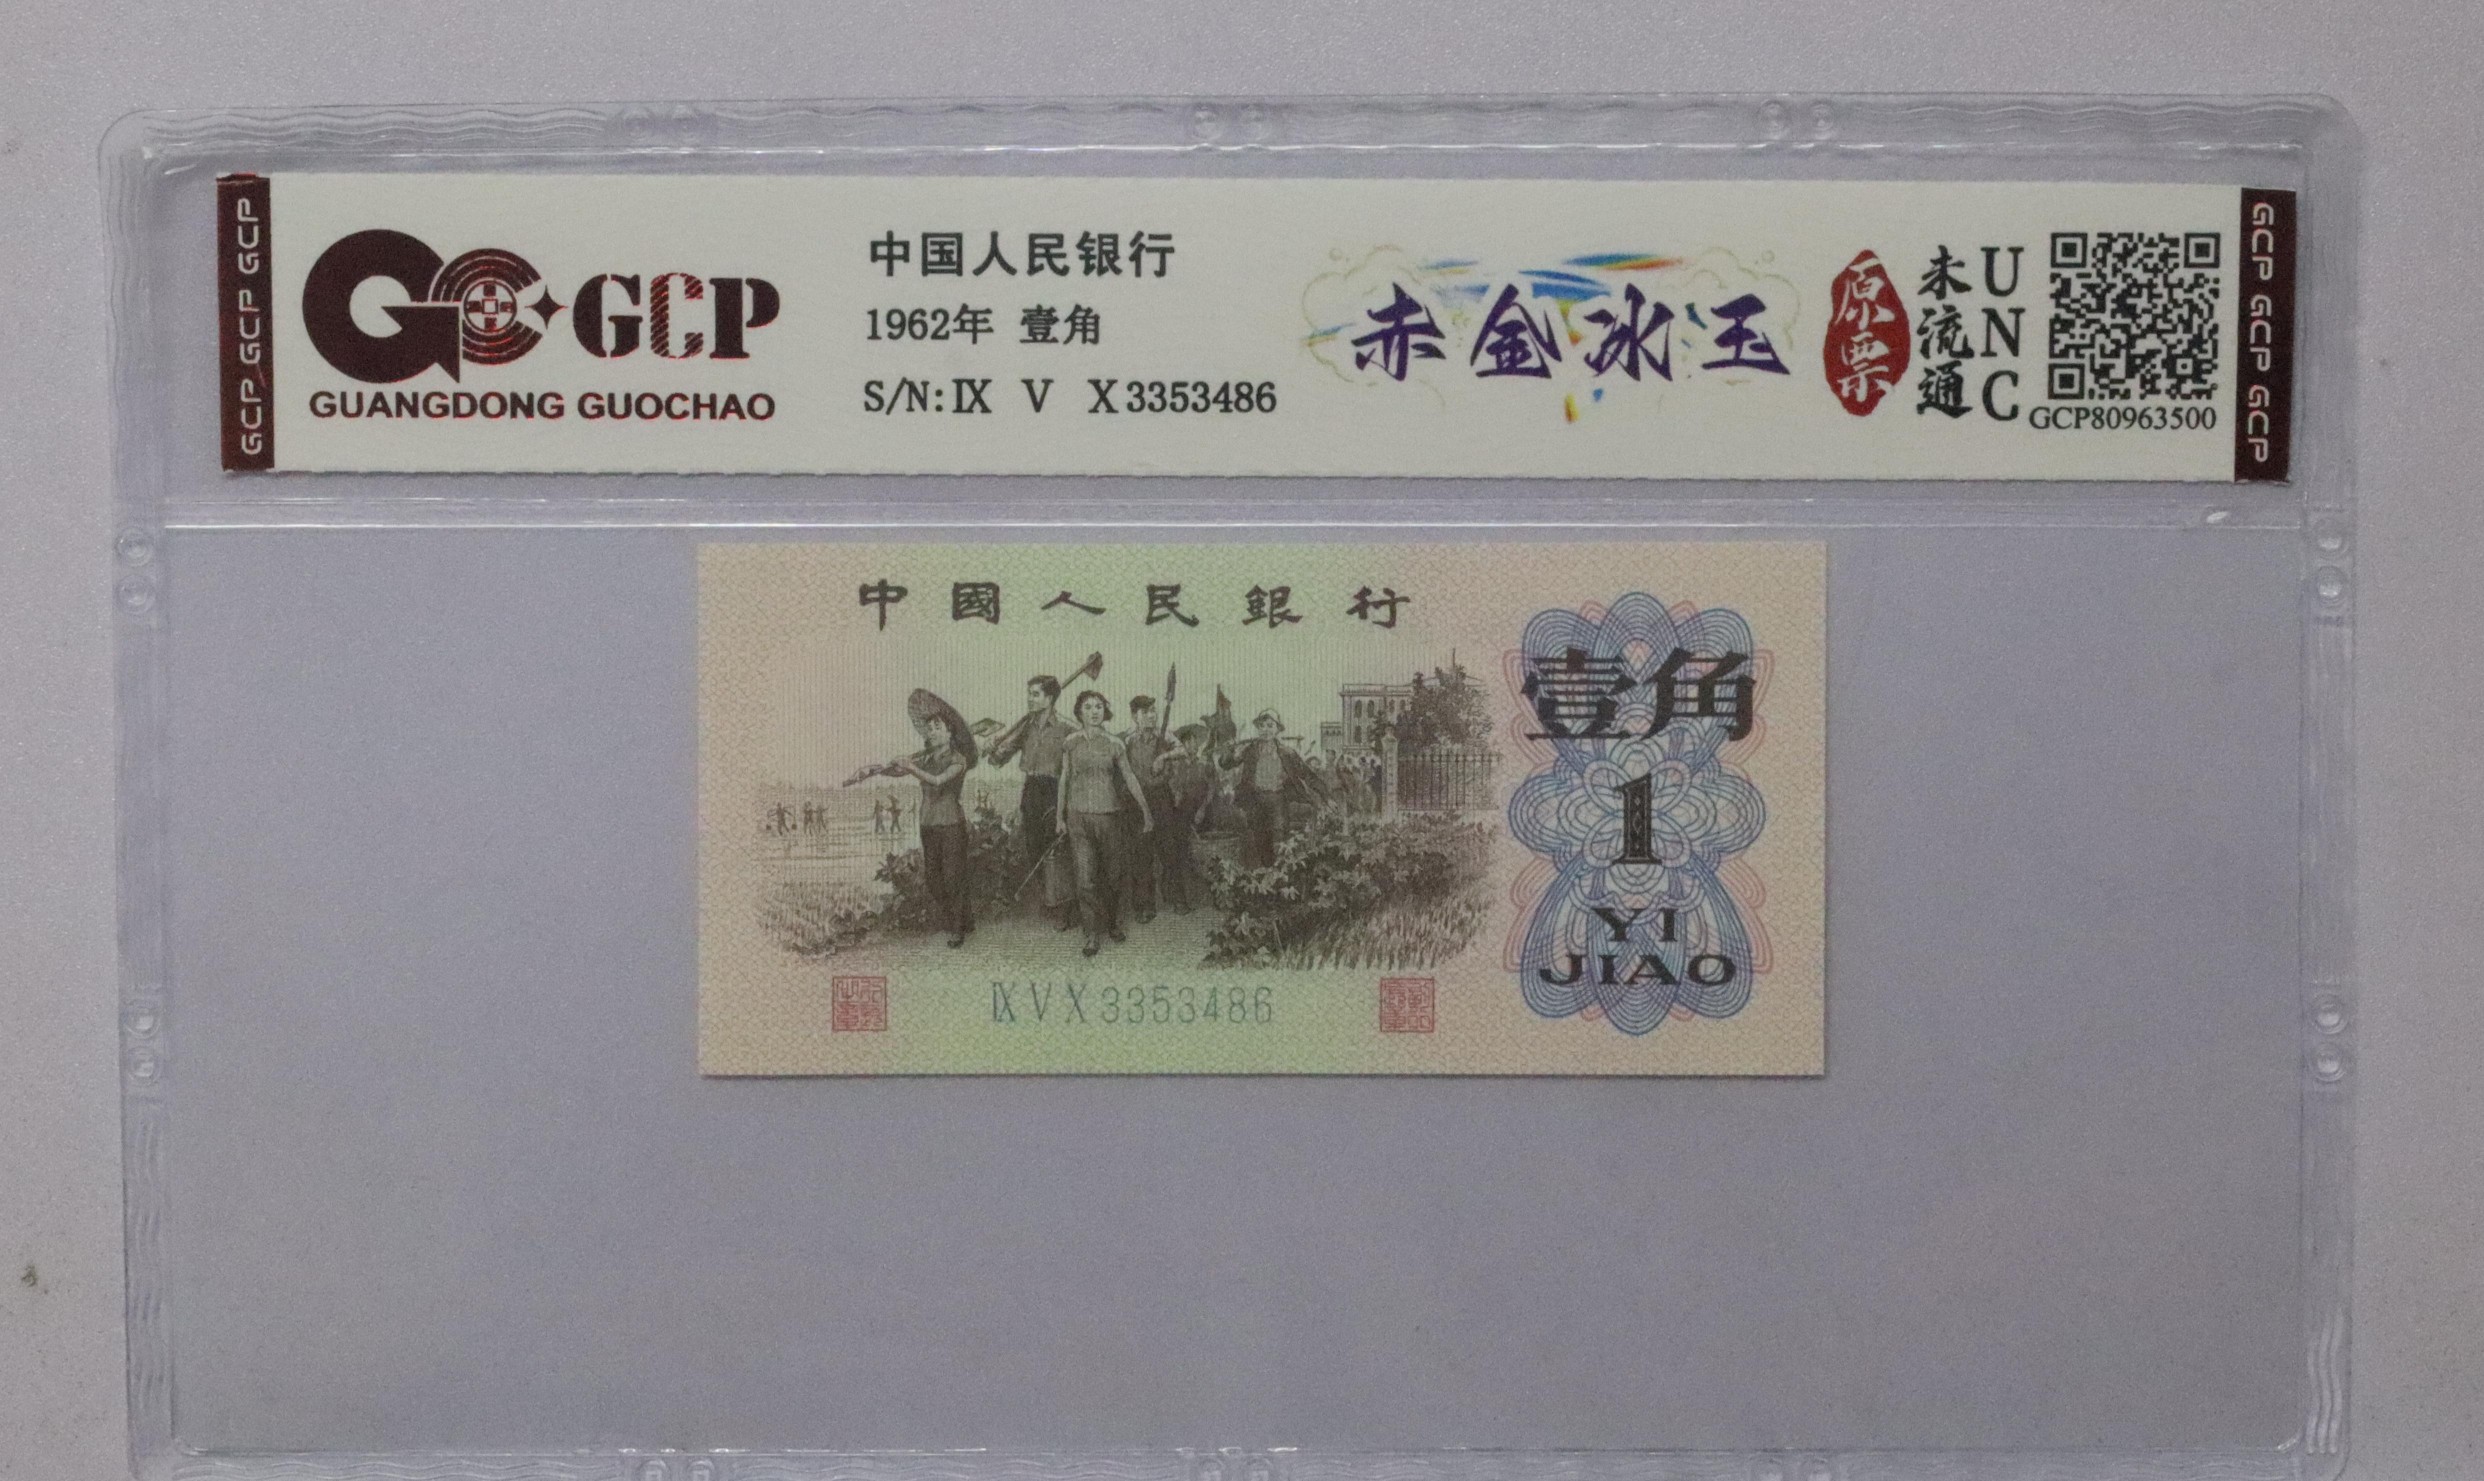 GCP GCP GCP
GCP
GUANGDONG GUOCHAO
中国人民银行
1962年 壹角
S/N: Ⅸ Ⅴ Ⅹ 3353486
赤金冰玉
原票
未流通
UNC
GCP80963500
GCP GCP GCP
中國人民銀行
壹角
1
YI
JIAO
ⅨⅤⅩ3353486